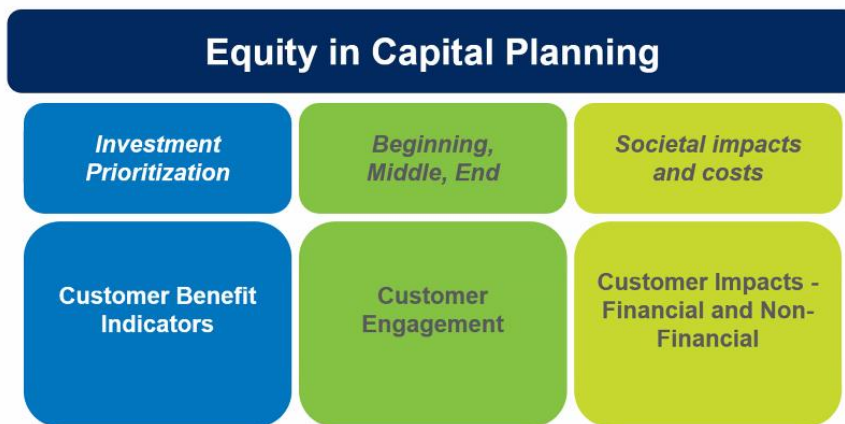 Equity in Capital Planning
Investment
Prioritization
Beginning,
Middle, End
Societal impacts
and costs
Customer Benefit
Indicators
Customer
Engagement
Customer Impacts -
Financial and Non-
Financial